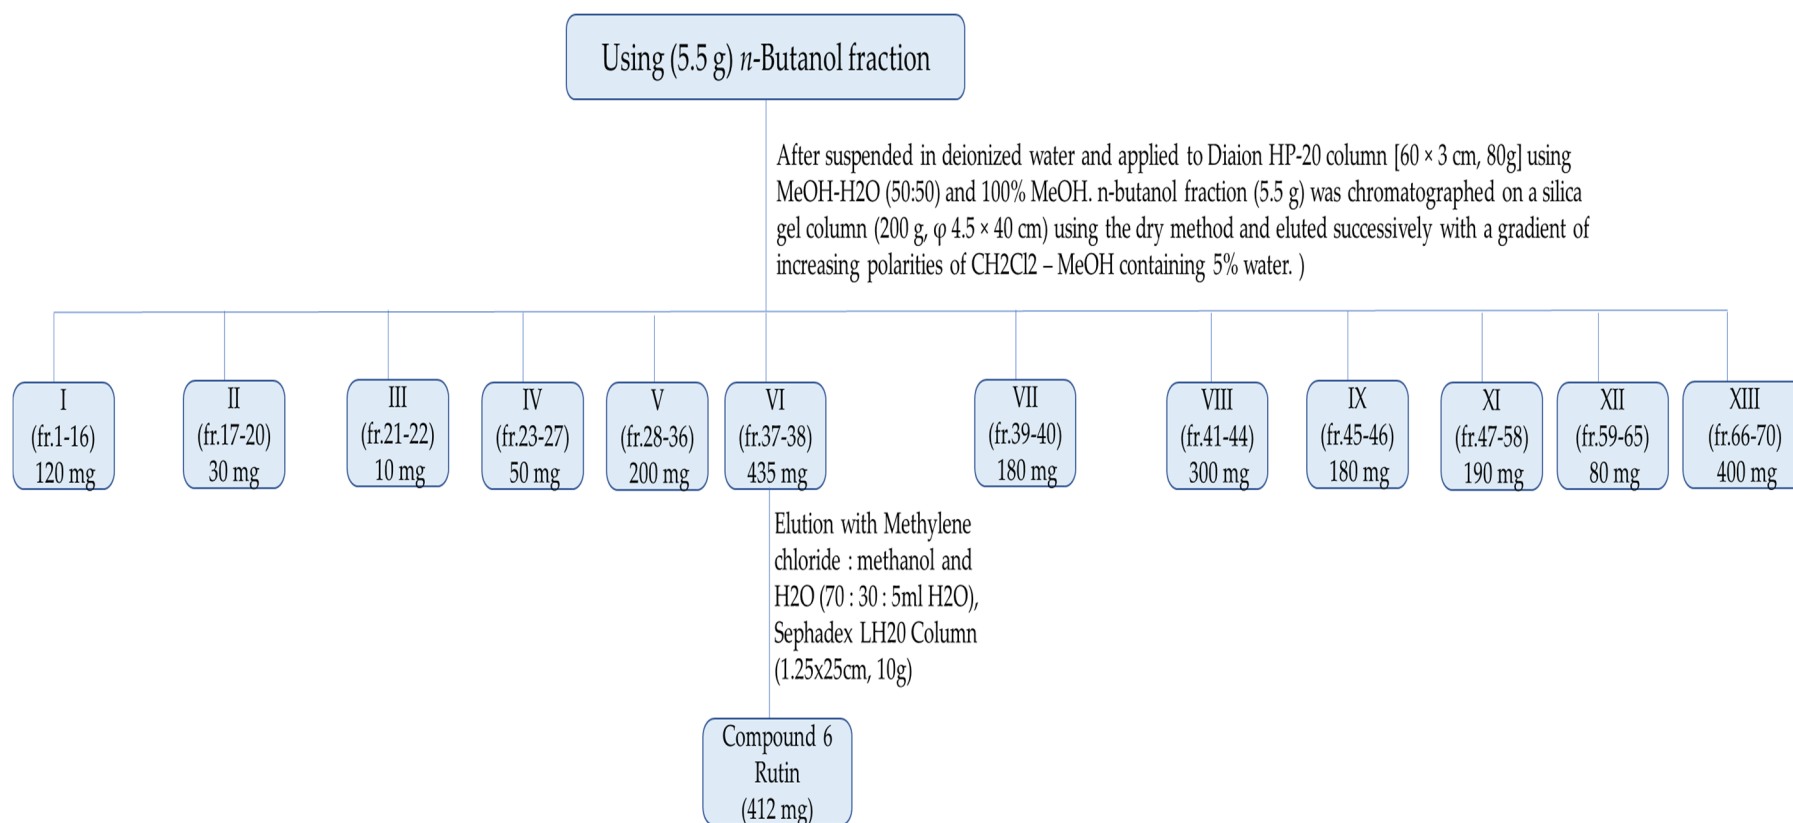 Using (5.5 g) n-Butanol fraction
After suspended in deionized water and applied to Diaion HP-20 column [60 × 3 cm, 80g] using
MeOH-H2O (50:50) and 100% MeOH. n-butanol fraction (5.5 g) was chromatographed on a silica
gel column (200 g, φ 4.5 × 40 cm) using the dry method and eluted successively with a gradient of
increasing polarities of CH2Cl2 – MeOH containing 5% water. )
I
(fr.1-16)
120 mg
II
(fr.17-20)
30 mg
III
(fr.21-22)
10 mg
IV
(fr.23-27)
50 mg
V
(fr.28-36)
200 mg
VI
(fr.37-38)
435 mg
VII
(fr.39-40)
180 mg
VIII
(fr.41-44)
300 mg
IX
(fr.45-46)
180 mg
XI
(fr.47-58)
190 mg
XII
(fr.59-65)
80 mg
XIII
(fr.66-70)
400 mg
Elution with Methylene
chloride : methanol and
H2O (70 : 30 : 5ml H2O),
Sephadex LH20 Column
(1.25x25cm, 10g)
Compound 6
Rutin
(412 mg)